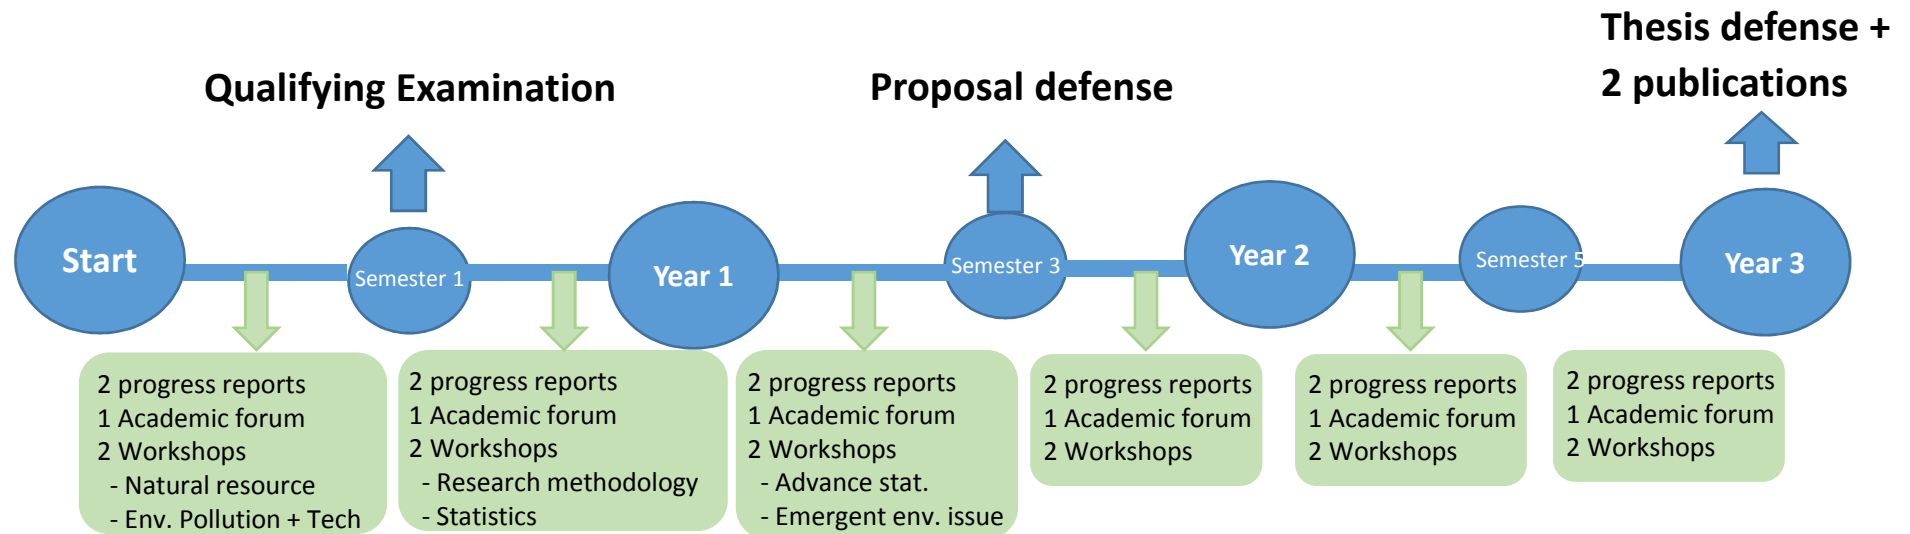 Thesis defense +
2 publications
Qualifying Examination
Proposal defense
Start
Semester 1
Year 1
Semester 3
Year 2
Semester 5
Year 3
2 progress reports
1 Academic forum
2 Workshops
- Natural resource
- Env. Pollution + Tech
2 progress reports
1 Academic forum
2 Workshops
- Research methodology
- Statistics
2 progress reports
1 Academic forum
2 Workshops
- Advance stat.
- Emergent env. issue
2 progress reports
1 Academic forum
2 Workshops
2 progress reports
1 Academic forum
2 Workshops
2 progress reports
1 Academic forum
2 Workshops